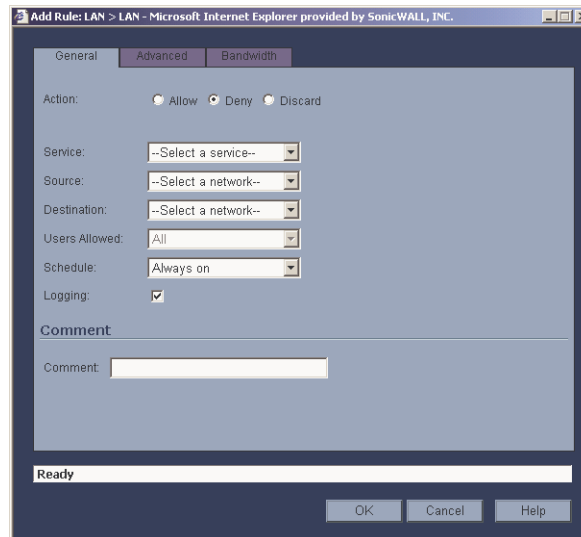 Add Rule: LAN > LAN - Microsoft Internet Explorer provided by SonicWALL, INC.
General Advanced Bandwidth
Action: Allow Deny Discard
Service: --Select a service--
Source: --Select a network--
Destination: --Select a network--
Users Allowed: All
Schedule: Always on
Logging:
Comment
Comment:
Ready
OK Cancel Help